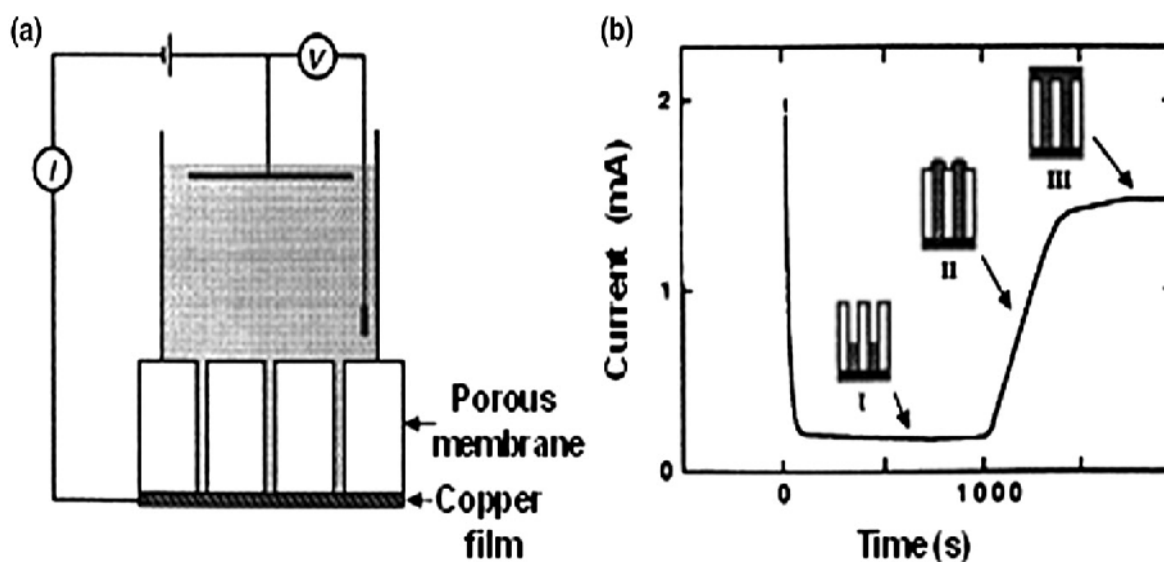 (a)
V
I
Porous
membrane
Copper
film
(b)
Current (mA)
2
1
0
III
II
I
0
1000
Time (s)